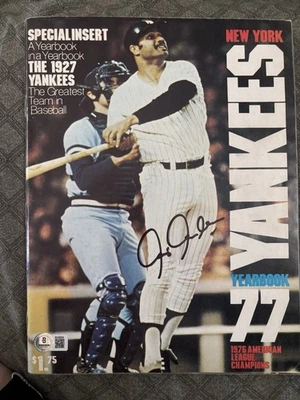 SPECIAL INSERT
A Yearbook
in a Yearbook
THE 1927
YANKEES
The Greatest
Team in
Baseball
NEW YORK
YANKEES
YEARBOOK
77
1976 AMERICAN
LEAGUE
CHAMPIONS
$1.75